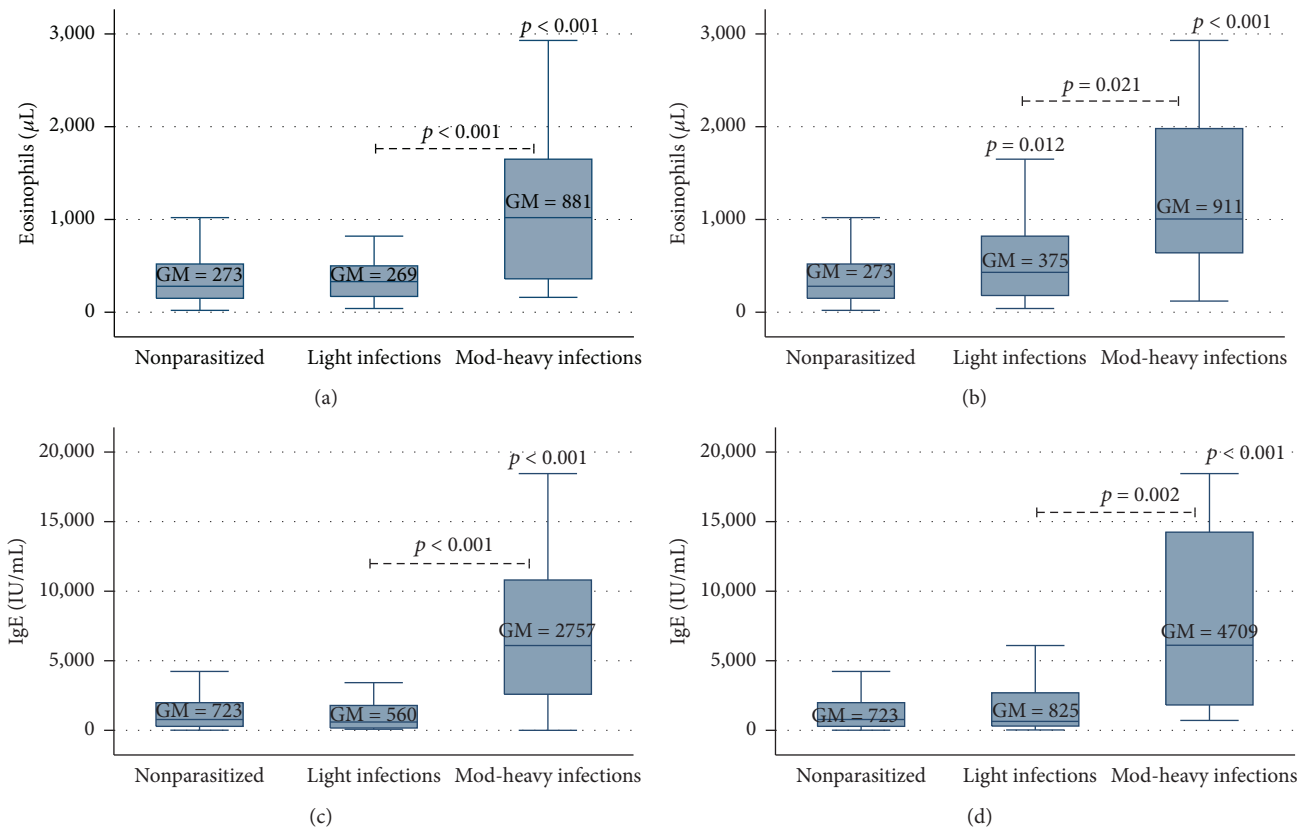 p < 0.001
3,000
2,000
1,000
0
Eosinophils (μL)
p < 0.001
GM = 273
GM = 269
GM = 881
Nonparasitized
Light infections
Mod-heavy infections
(a)
p < 0.001
3,000
2,000
1,000
0
Eosinophils (μL)
p = 0.021
p = 0.012
GM = 273
GM = 375
GM = 911
Nonparasitized
Light infections
Mod-heavy infections
(b)
20,000
15,000
10,000
5,000
0
IgE (IU/mL)
p < 0.001
p < 0.001
GM = 723
GM = 560
GM = 2757
Nonparasitized
Light infections
Mod-heavy infections
(c)
20,000
15,000
10,000
5,000
0
IgE (IU/mL)
p < 0.001
p = 0.002
GM = 723
GM = 825
GM = 4709
Nonparasitized
Light infections
Mod-heavy infections
(d)